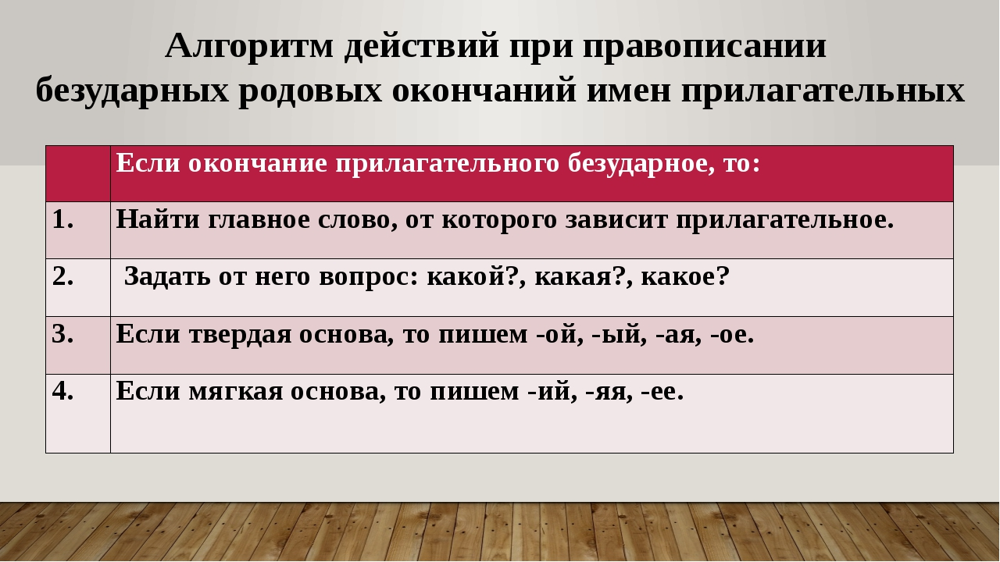 Алгоритм действий при правописании
безударных родовых окончаний имен прилагательных
Если окончание прилагательного безударное, то:
1. Найти главное слово, от которого зависит прилагательное.
2. Задать от него вопрос: какой?, какая?, какое?
3. Если твердая основа, то пишем -ой, -ый, -ая, -ое.
4. Если мягкая основа, то пишем -ий, -яя, -ее.